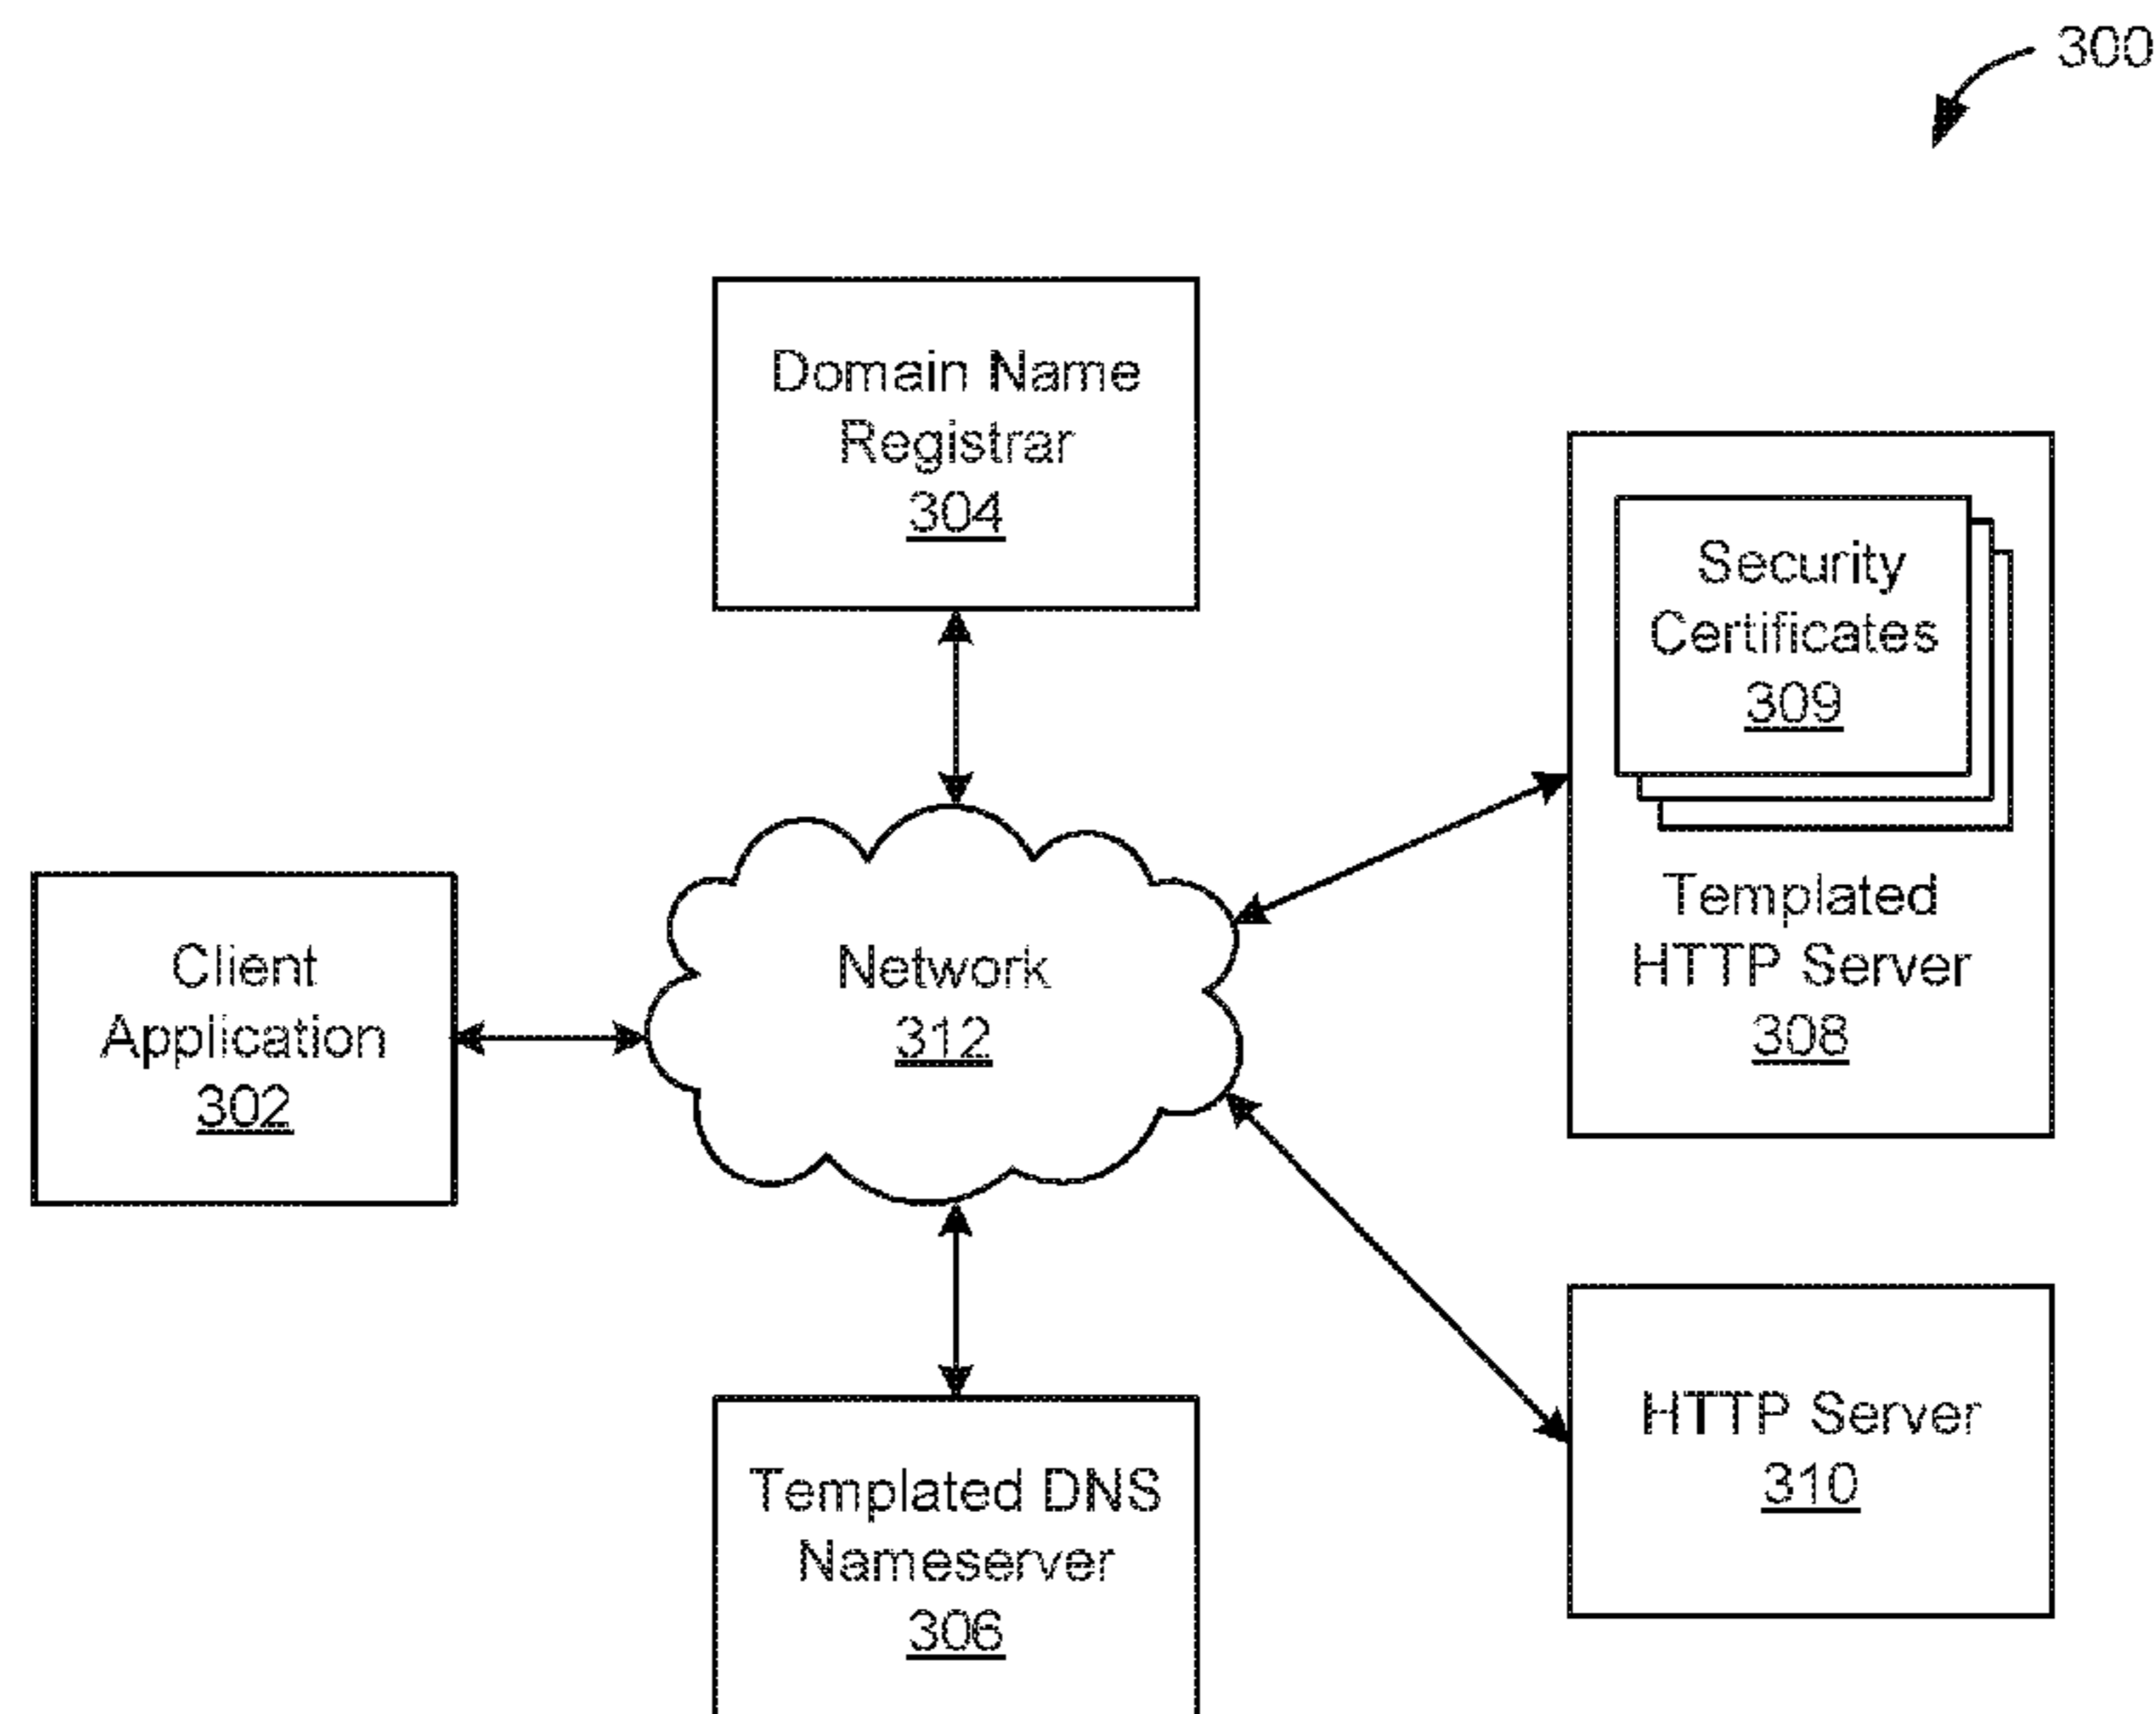 300
Domain Name
Registrar
304
Security
Certificates
309
Templated
HTTP Server
308
Client
Application
302
Network
312
HTTP Server
310
Templated DNS
Nameserver
306